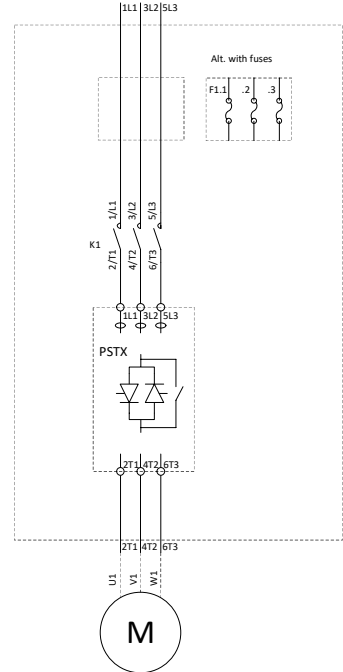 1L1 3L2 5L3
Alt. with fuses
F1.1 .2 .3
1/L1 3/L2 5/L3
K1
2/T1 4/T2 6/T3
1L1 3L2 5L3
PSTX
2T1 4T2 6T3
2T1 4T2 6T3
U1 V1 W1
M